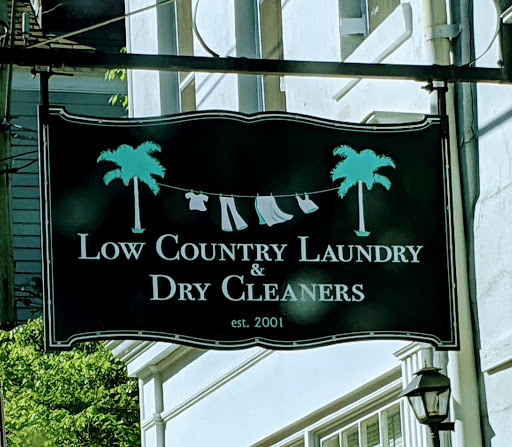 Low Country Laundry
&
Dry Cleaners
est. 2001